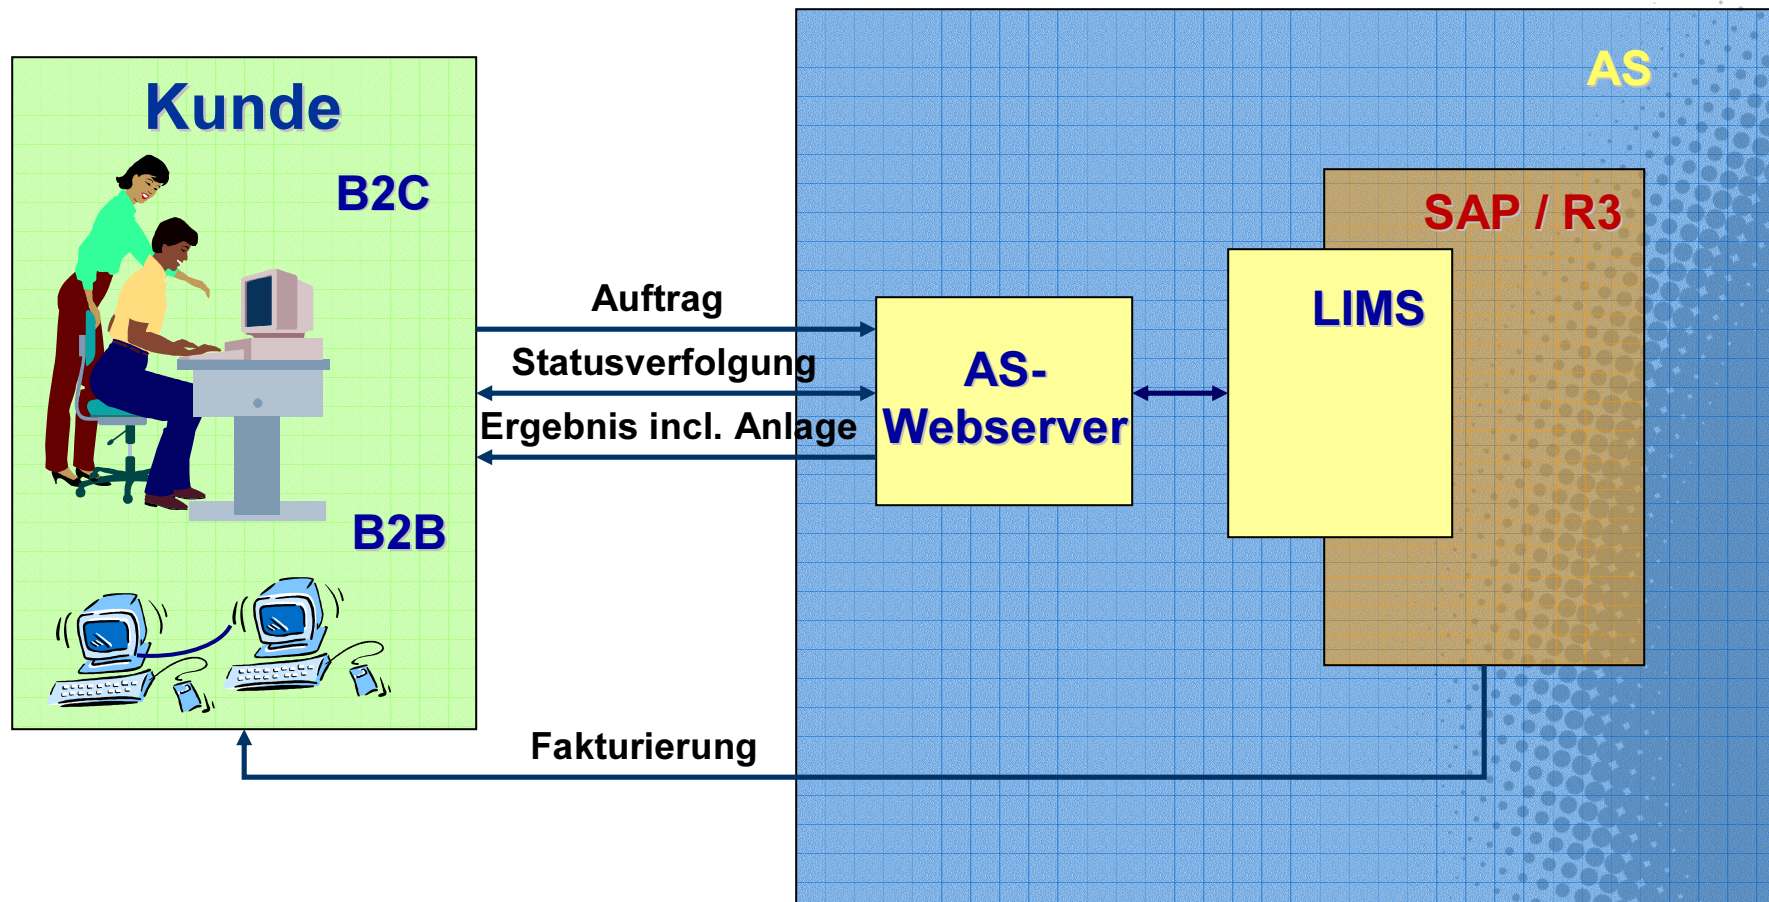 Kunde
B2C
B2B
Auftrag
Statusverfolgung
Ergebnis incl. Anlage
Fakturierung
AS
AS-
Webserver
LIMS
SAP / R3